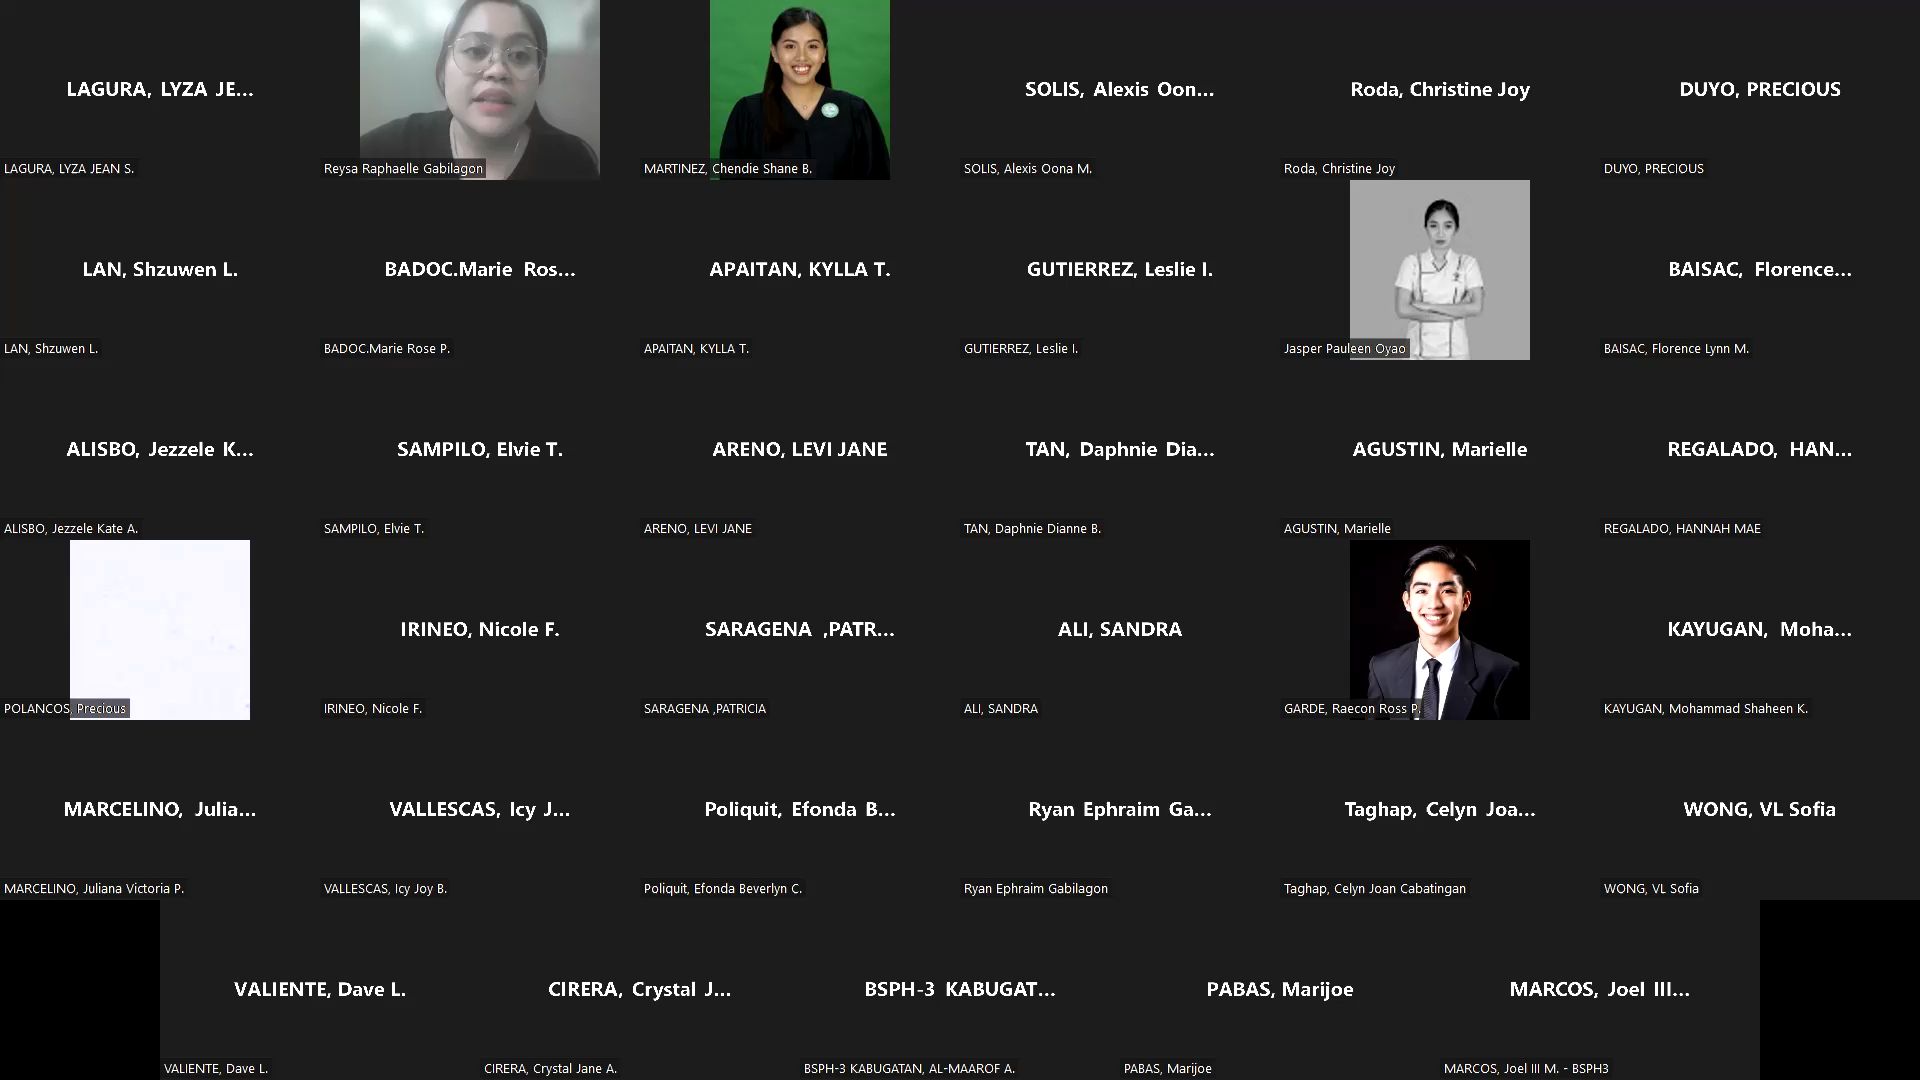 LAGURA, LYZA JE...
SOLIS, Alexis Oon...
Roda, Christine Joy
DUYO, PRECIOUS
LAGURA, LYZA JEAN S.
Reysa Raphaelle Gabilagon
MARTINEZ, Chendie Shane B.
SOLIS, Alexis Oona M.
Roda, Christine Joy
DUYO, PRECIOUS
LAN, Shzuwen L.
BADOC.Marie Ros...
APAITAN, KYLLA T.
GUTIERREZ, Leslie I.
BAISAC, Florence...
LAN, Shzuwen L.
BADOC.Marie Rose P.
APAITAN, KYLLA T.
GUTIERREZ, Leslie I.
Jasper Pauleen Oyao
BAISAC, Florence Lynn M.
ALISBO, Jezzele K...
SAMPILO, Elvie T.
ARENO, LEVI JANE
TAN, Daphnie Dia...
AGUSTIN, Marielle
REGALADO, HAN...
ALISBO, Jezzele Kate A.
SAMPILO, Elvie T.
ARENO, LEVI JANE
TAN, Daphnie Dianne B.
AGUSTIN, Marielle
REGALADO, HANNAH MAE
IRINEO, Nicole F.
SARAGENA ,PATR...
ALI, SANDRA
KAYUGAN, Moha...
POLANCOS, Precious
IRINEO, Nicole F.
SARAGENA ,PATRICIA
ALI, SANDRA
GARDE, Raecon Ross P.
KAYUGAN, Mohammad Shaheen K.
MARCELINO, Julia...
VALLESCAS, Icy J...
Poliquit, Efonda B...
Ryan Ephraim Ga...
Taghap, Celyn Joa...
WONG, VL Sofia
MARCELINO, Juliana Victoria P.
VALLESCAS, Icy Joy B.
Poliquit, Efonda Beverlyn C.
Ryan Ephraim Gabilagon
Taghap, Celyn Joan Cabatingan
WONG, VL Sofia
VALIENTE, Dave L.
CIRERA, Crystal J...
BSPH-3 KABUGAT...
PABAS, Marijoe
MARCOS, Joel III...
VALIENTE, Dave L.
CIRERA, Crystal Jane A.
BSPH-3 KABUGATAN, AL-MAAROF A.
PABAS, Marijoe
MARCOS, Joel III M. - BSPH3